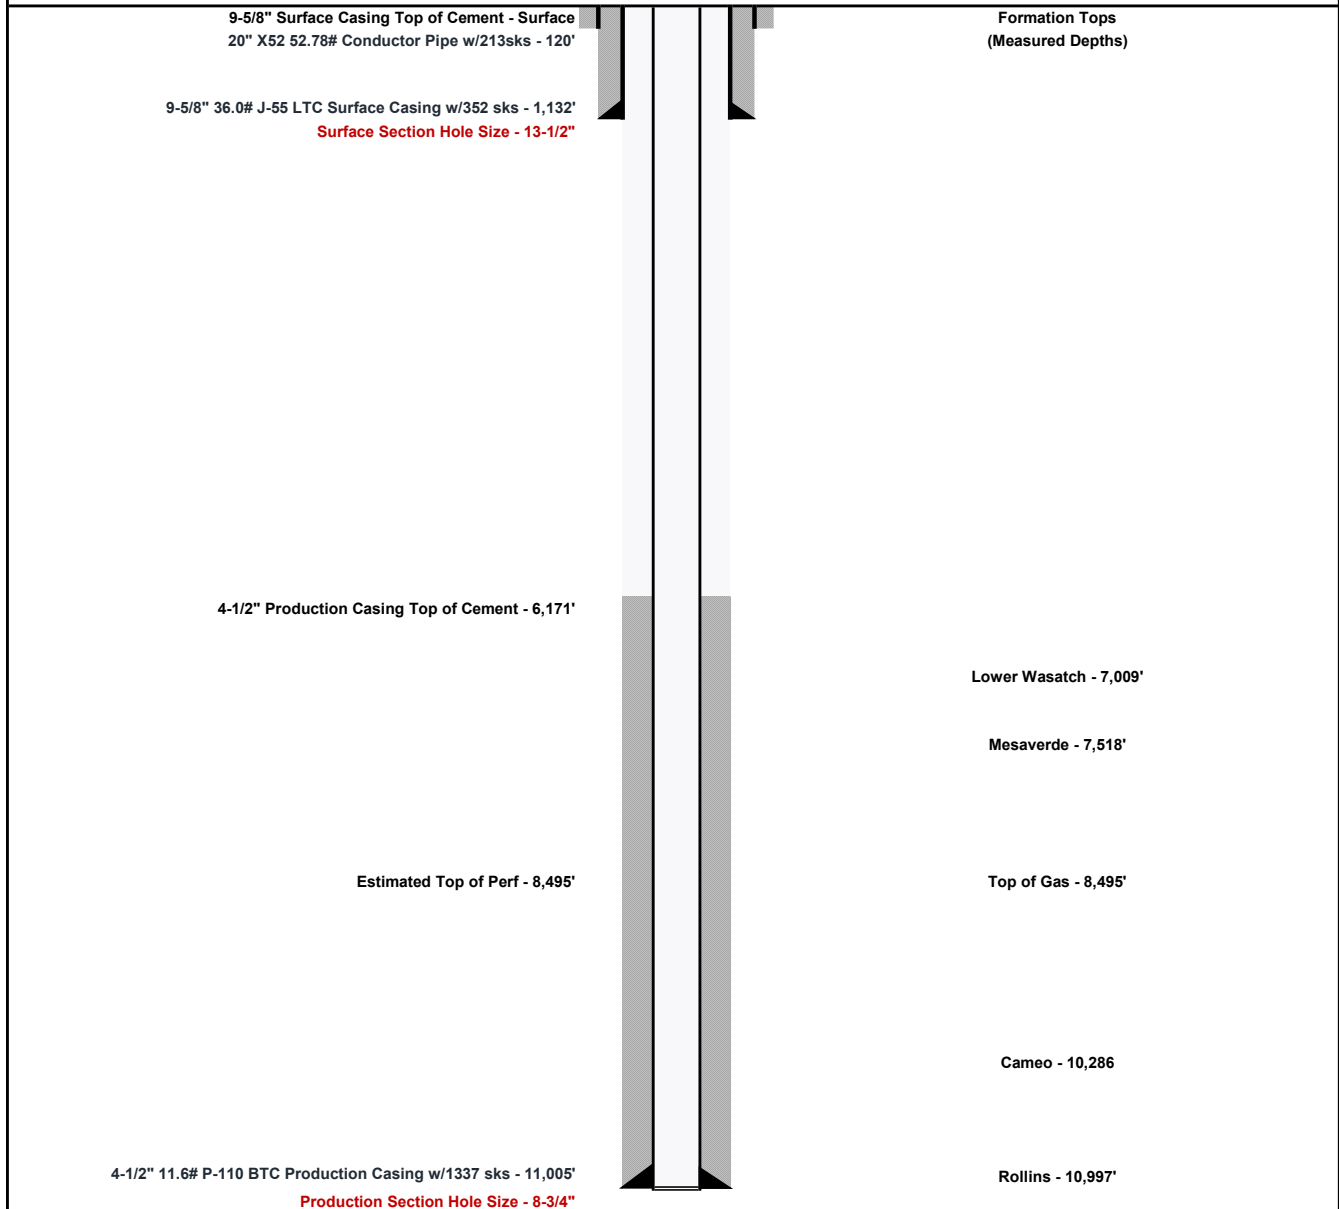 9-5/8" Surface Casing Top of Cement - Surface
20" X52 52.78# Conductor Pipe w/213sks - 120'
9-5/8" 36.0# J-55 LTC Surface Casing w/352 sks - 1,132'
Surface Section Hole Size - 13-1/2"
4-1/2" Production Casing Top of Cement - 6,171'
Estimated Top of Perf - 8,495'
4-1/2" 11.6# P-110 BTC Production Casing w/1337 sks - 11,005'
Production Section Hole Size - 8-3/4"
Formation Tops
(Measured Depths)
Lower Wasatch - 7,009'
Mesaverde - 7,518'
Top of Gas - 8,495'
Cameo - 10,286
Rollins - 10,997'